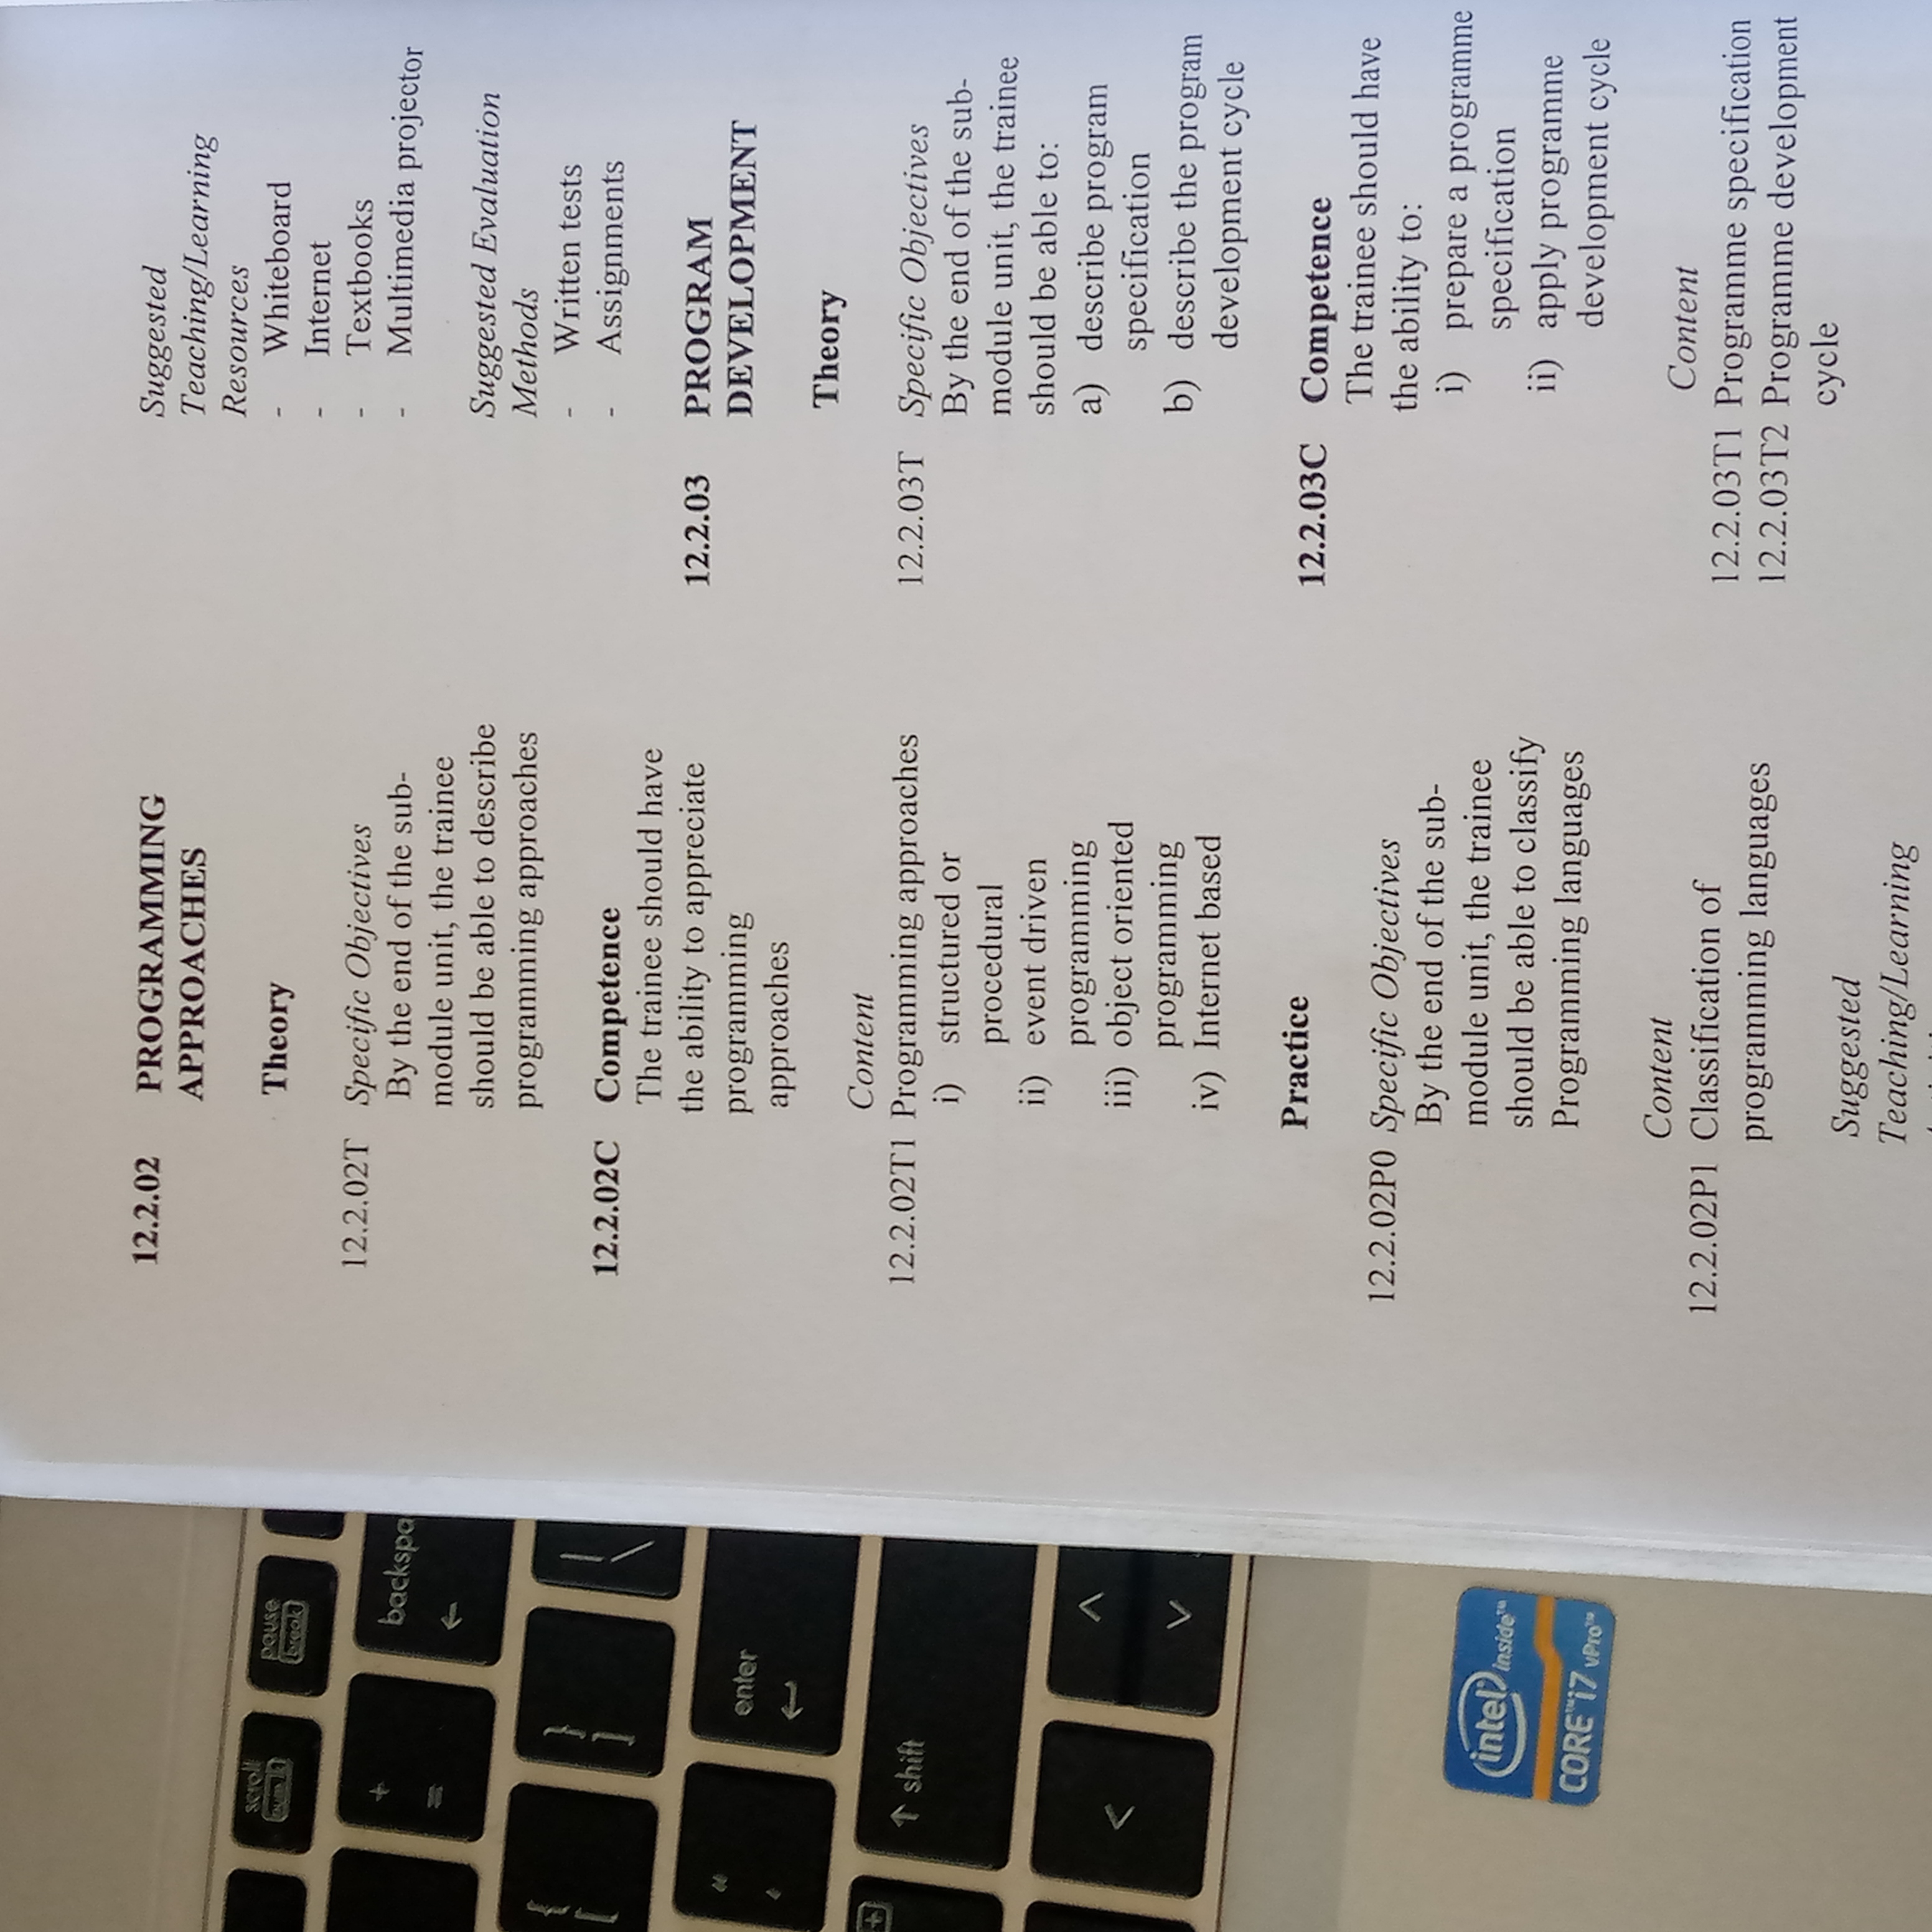 12.2.02 PROGRAMMING
APPROACHES
Theory
12.2.02T Specific Objectives
By the end of the sub-
module unit, the trainee
should be able to describe
programming approaches
12.2.02C Competence
The trainee should have
the ability to appreciate
programming
approaches
Content
12.2.02T1 Programming approaches
i) structured or
procedural
ii) event driven
programming
iii) object oriented
programming
iv) Internet based
Practice
12.2.02P0 Specific Objectives
By the end of the sub-
module unit, the trainee
should be able to classify
Programming languages
Content
12.2.02P1 Classification of
programming languages
Suggested
Teaching/Learning
Suggested
Teaching/Learning
Resources
- Whiteboard
- Internet
- Textbooks
- Multimedia projector
Suggested Evaluation
Methods
- Written tests
- Assignments
12.2.03 PROGRAM
DEVELOPMENT
Theory
12.2.03T Specific Objectives
By the end of the sub-
module unit, the trainee
should be able to:
a) describe program
specification
b) describe the program
development cycle
12.2.03C Competence
The trainee should have
the ability to:
i) prepare a programme
specification
ii) apply programme
development cycle
Content
12.2.03T1 Programme specification
12.2.03T2 Programme development
cycle
scroll
pause
break
+
=
backspa
←
{
[
}
]
|
\
"
'
enter
↵
↑ shift
<
^
v
intel inside™
CORE™ i7 vPro™